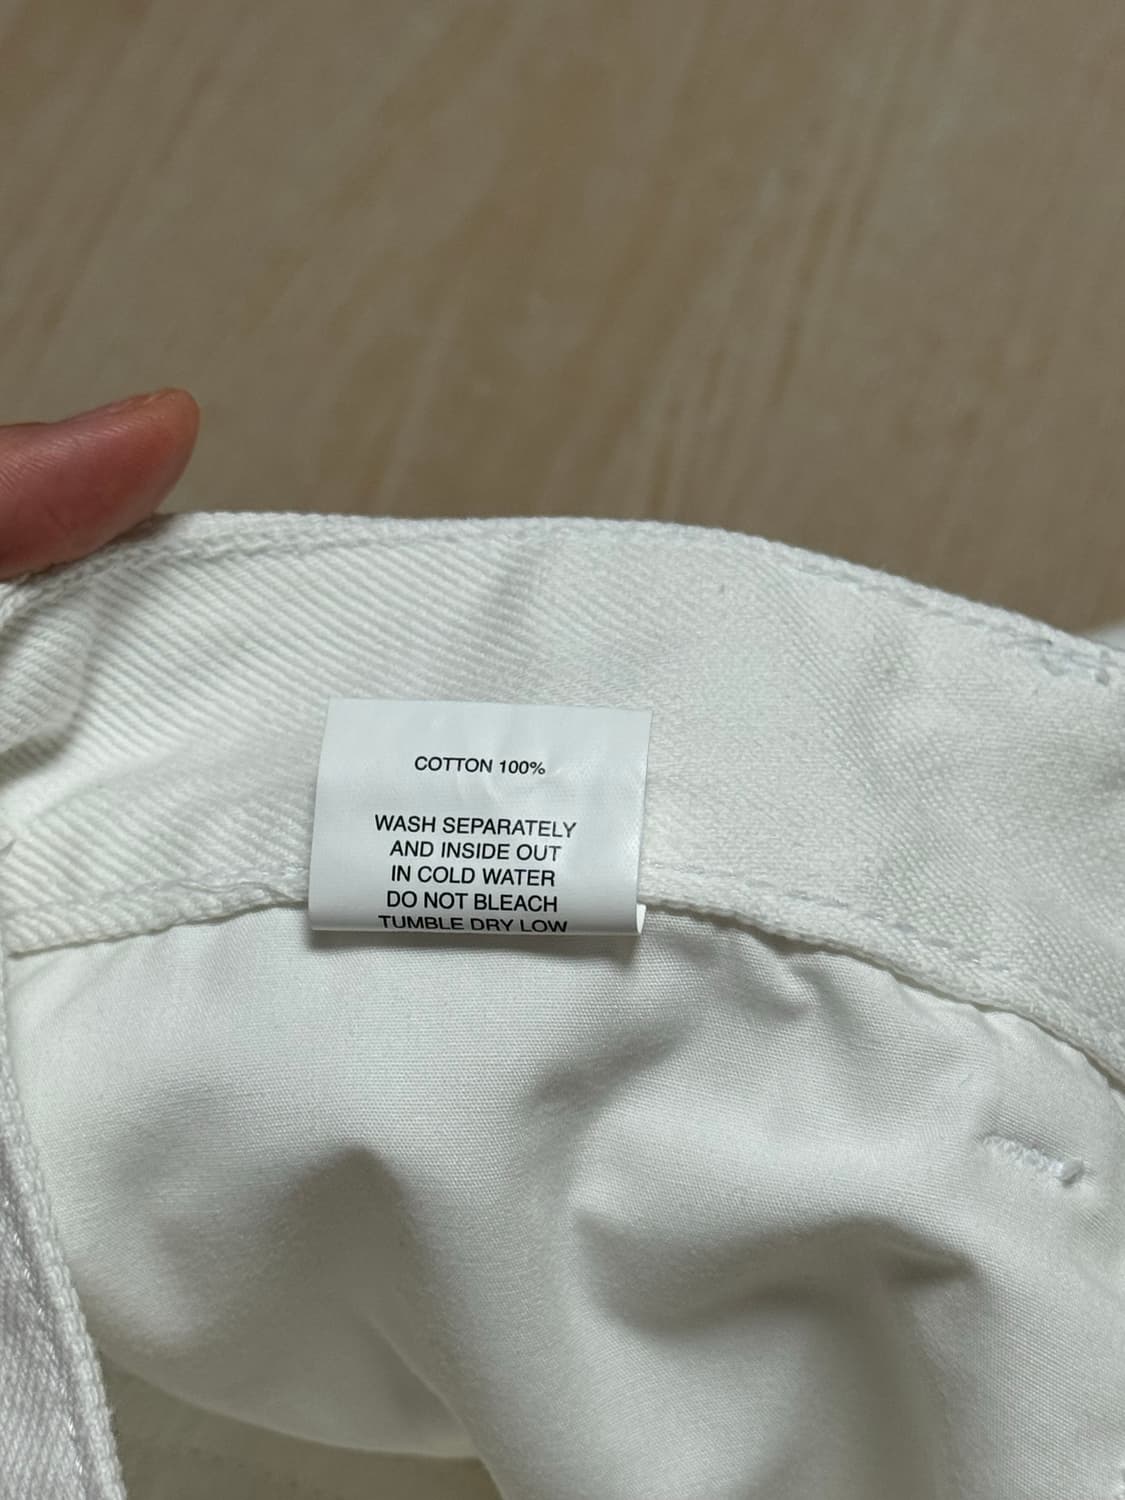 COTTON 100%
WASH SEPARATELY
AND INSIDE OUT
IN COLD WATER
DO NOT BLEACH
TUMBLE DRY LOW